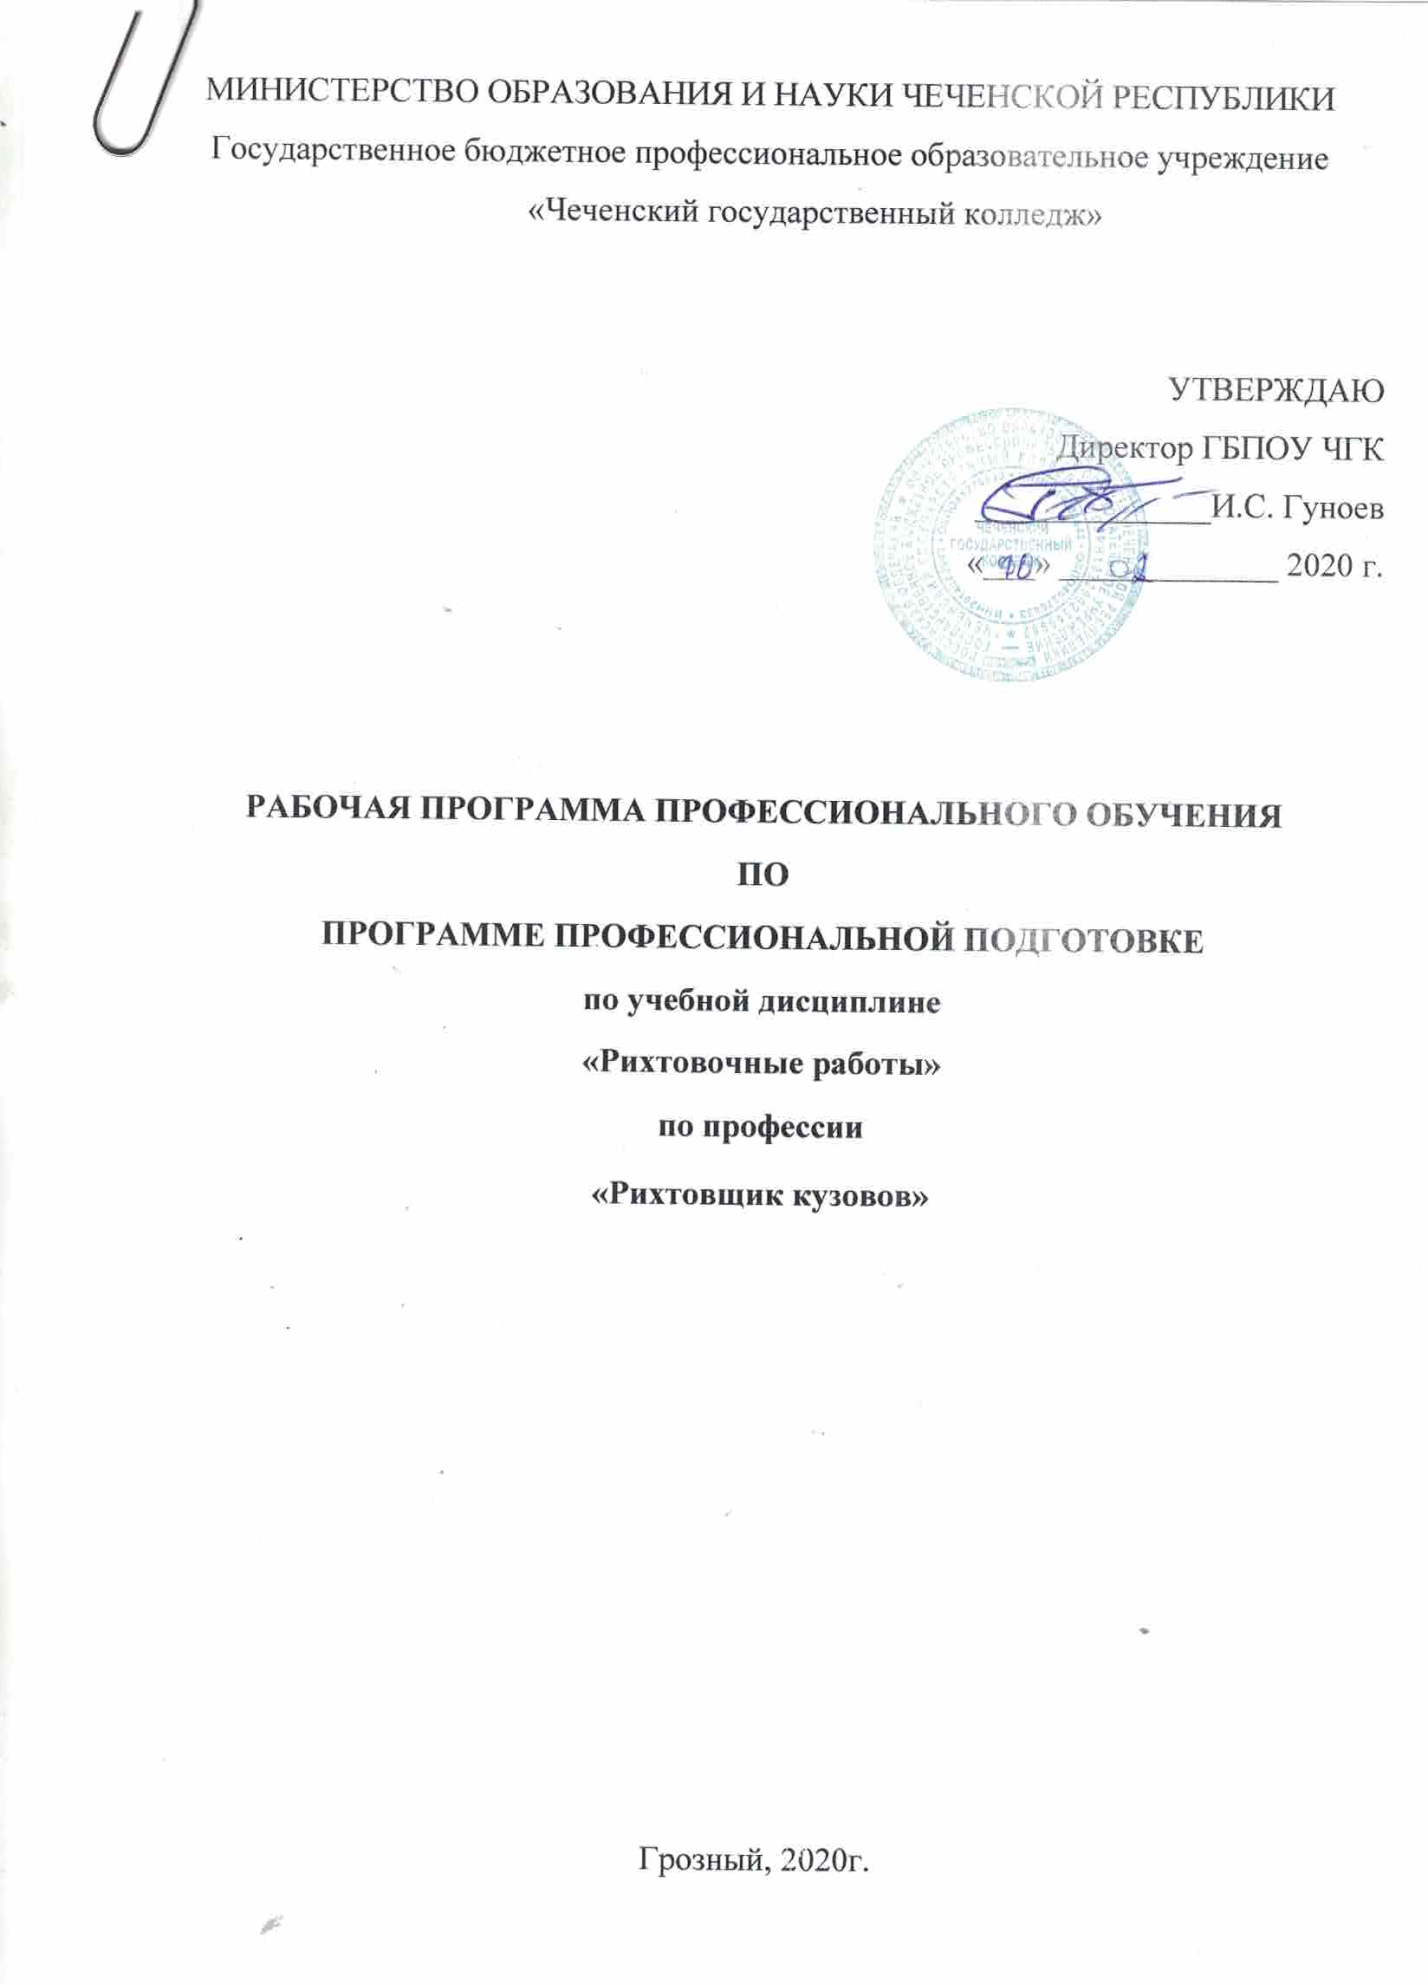 МИНИСТЕРСТВО ОБРАЗОВАНИЯ И НАУКИ ЧЕЧЕНСКОЙ РЕСПУБЛИКИ
Государственное бюджетное профессиональное образовательное учреждение
«Чеченский государственный колледж»
УТВЕРЖДАЮ
Директор ГБПОУ ЧГК
И.С. Гуноев
ЧЕЧЕНСКИЙ
ГОСУДАРСТВЕННЫЙ
« » 2020 г.
РАБОЧАЯ ПРОГРАММА ПРОФЕССИОНАЛЬНОГО ОБУЧЕНИЯ
ПО
ПРОГРАММЕ ПРОФЕССИОНАЛЬНОЙ ПОДГОТОВКЕ
по учебной дисциплине
«Рихтовочные работы»
по профессии
«Рихтовщик кузовов»
Грозный, 2020г.